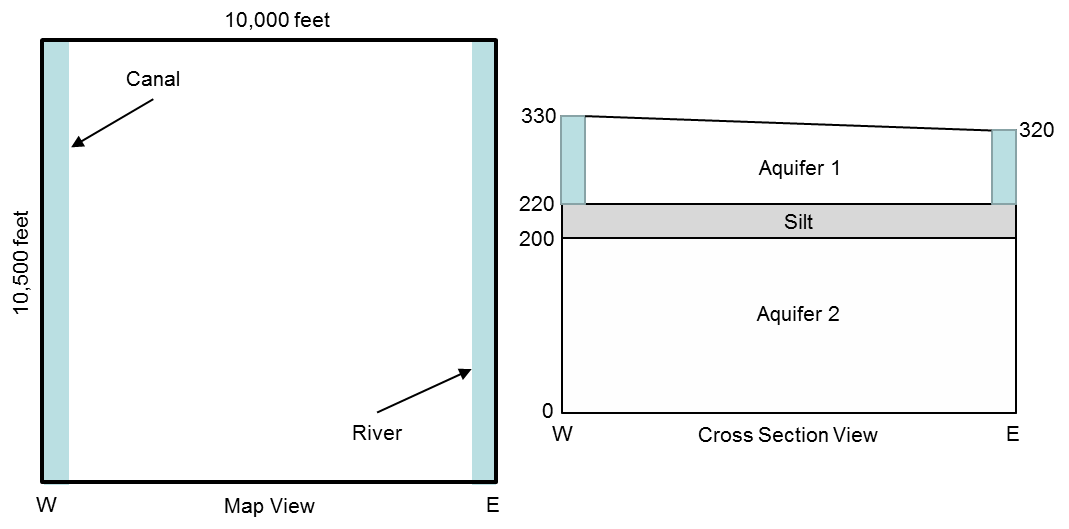 10,000 feet
Canal
10,500 feet
River
W
Map View
E
330
320
Aquifer 1
220
Silt
200
Aquifer 2
0
W
Cross Section View
E